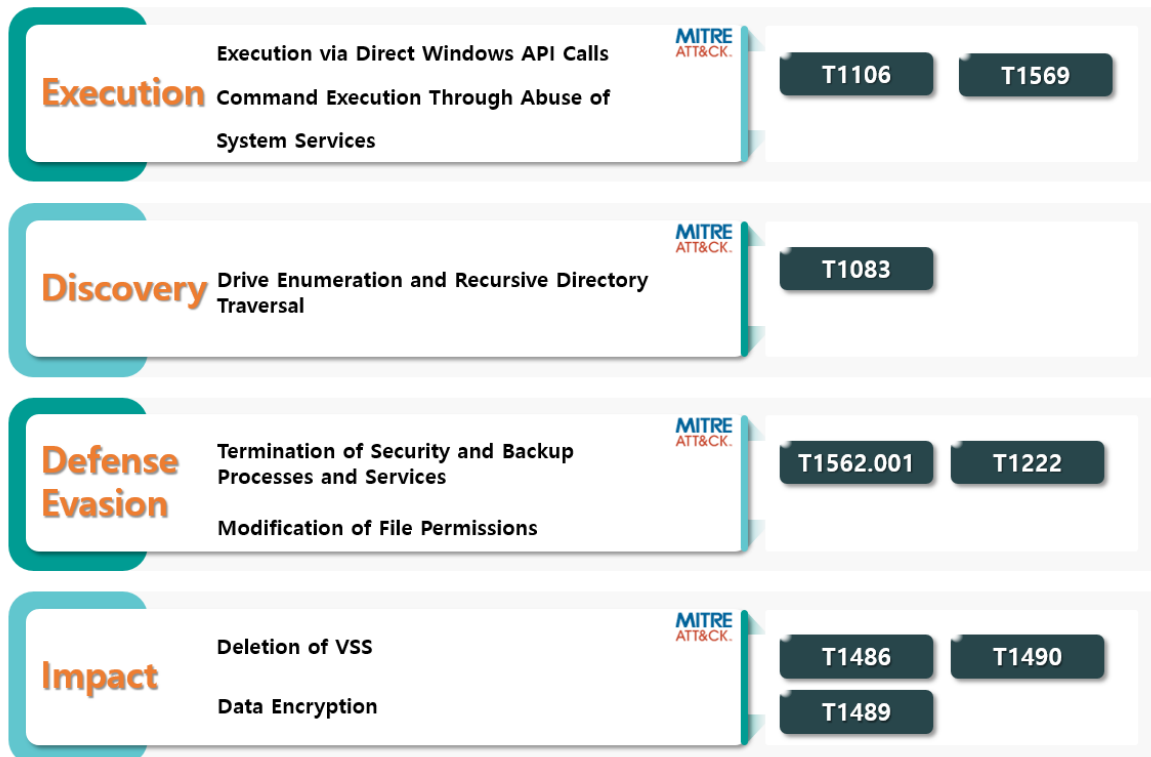 Execution
Execution via Direct Windows API Calls
Command Execution Through Abuse of
System Services
MITRE
ATT&CK.
T1106
T1569
Discovery
Drive Enumeration and Recursive Directory
Traversal
MITRE
ATT&CK.
T1083
Defense
Evasion
Termination of Security and Backup
Processes and Services
Modification of File Permissions
MITRE
ATT&CK.
T1562.001
T1222
Impact
Deletion of VSS
Data Encryption
MITRE
ATT&CK.
T1486
T1490
T1489